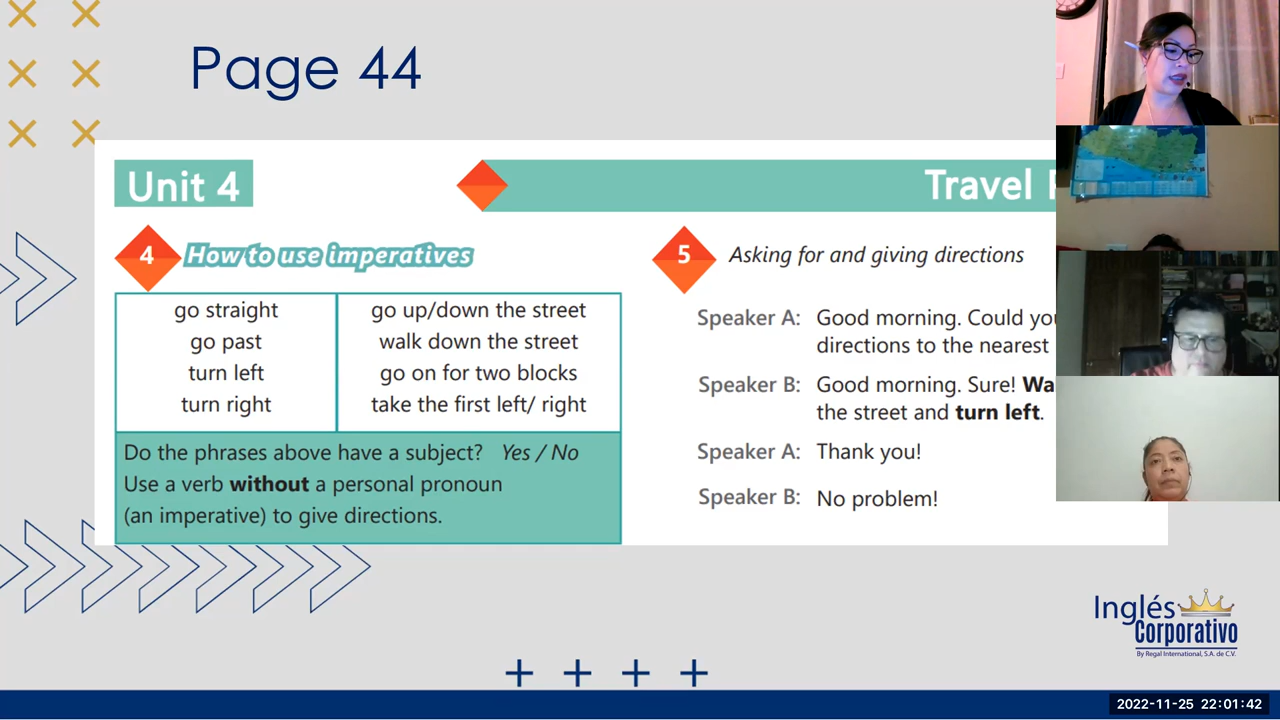 Page 44
Unit 4
Travel
4 How to use imperatives
go straight
go past
turn left
turn right
go up/down the street
walk down the street
go on for two blocks
take the first left/ right
Do the phrases above have a subject? Yes / No
Use a verb without a personal pronoun
(an imperative) to give directions.
5 Asking for and giving directions
Speaker A: Good morning. Could you
directions to the nearest
Speaker B: Good morning. Sure!
the street and turn left.
Speaker A: Thank you!
Speaker B: No problem!
Inglés
Corporativo
By Regal International, S.A. de C.V.
2022-11-25 22:01:42